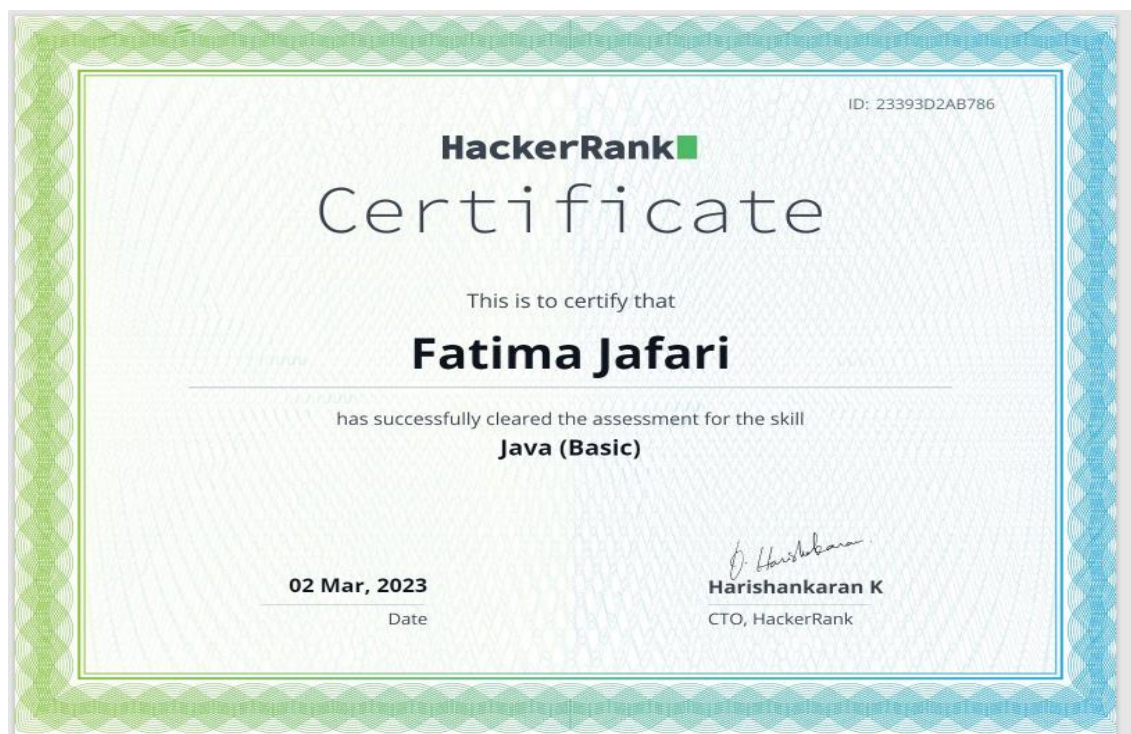 ID: 23393D2AB786
HackerRank
Certificate
This is to certify that
Fatima Jafari
has successfully cleared the assessment for the skill
Java (Basic)
02 Mar, 2023
Date
Harishankaran K
CTO, HackerRank